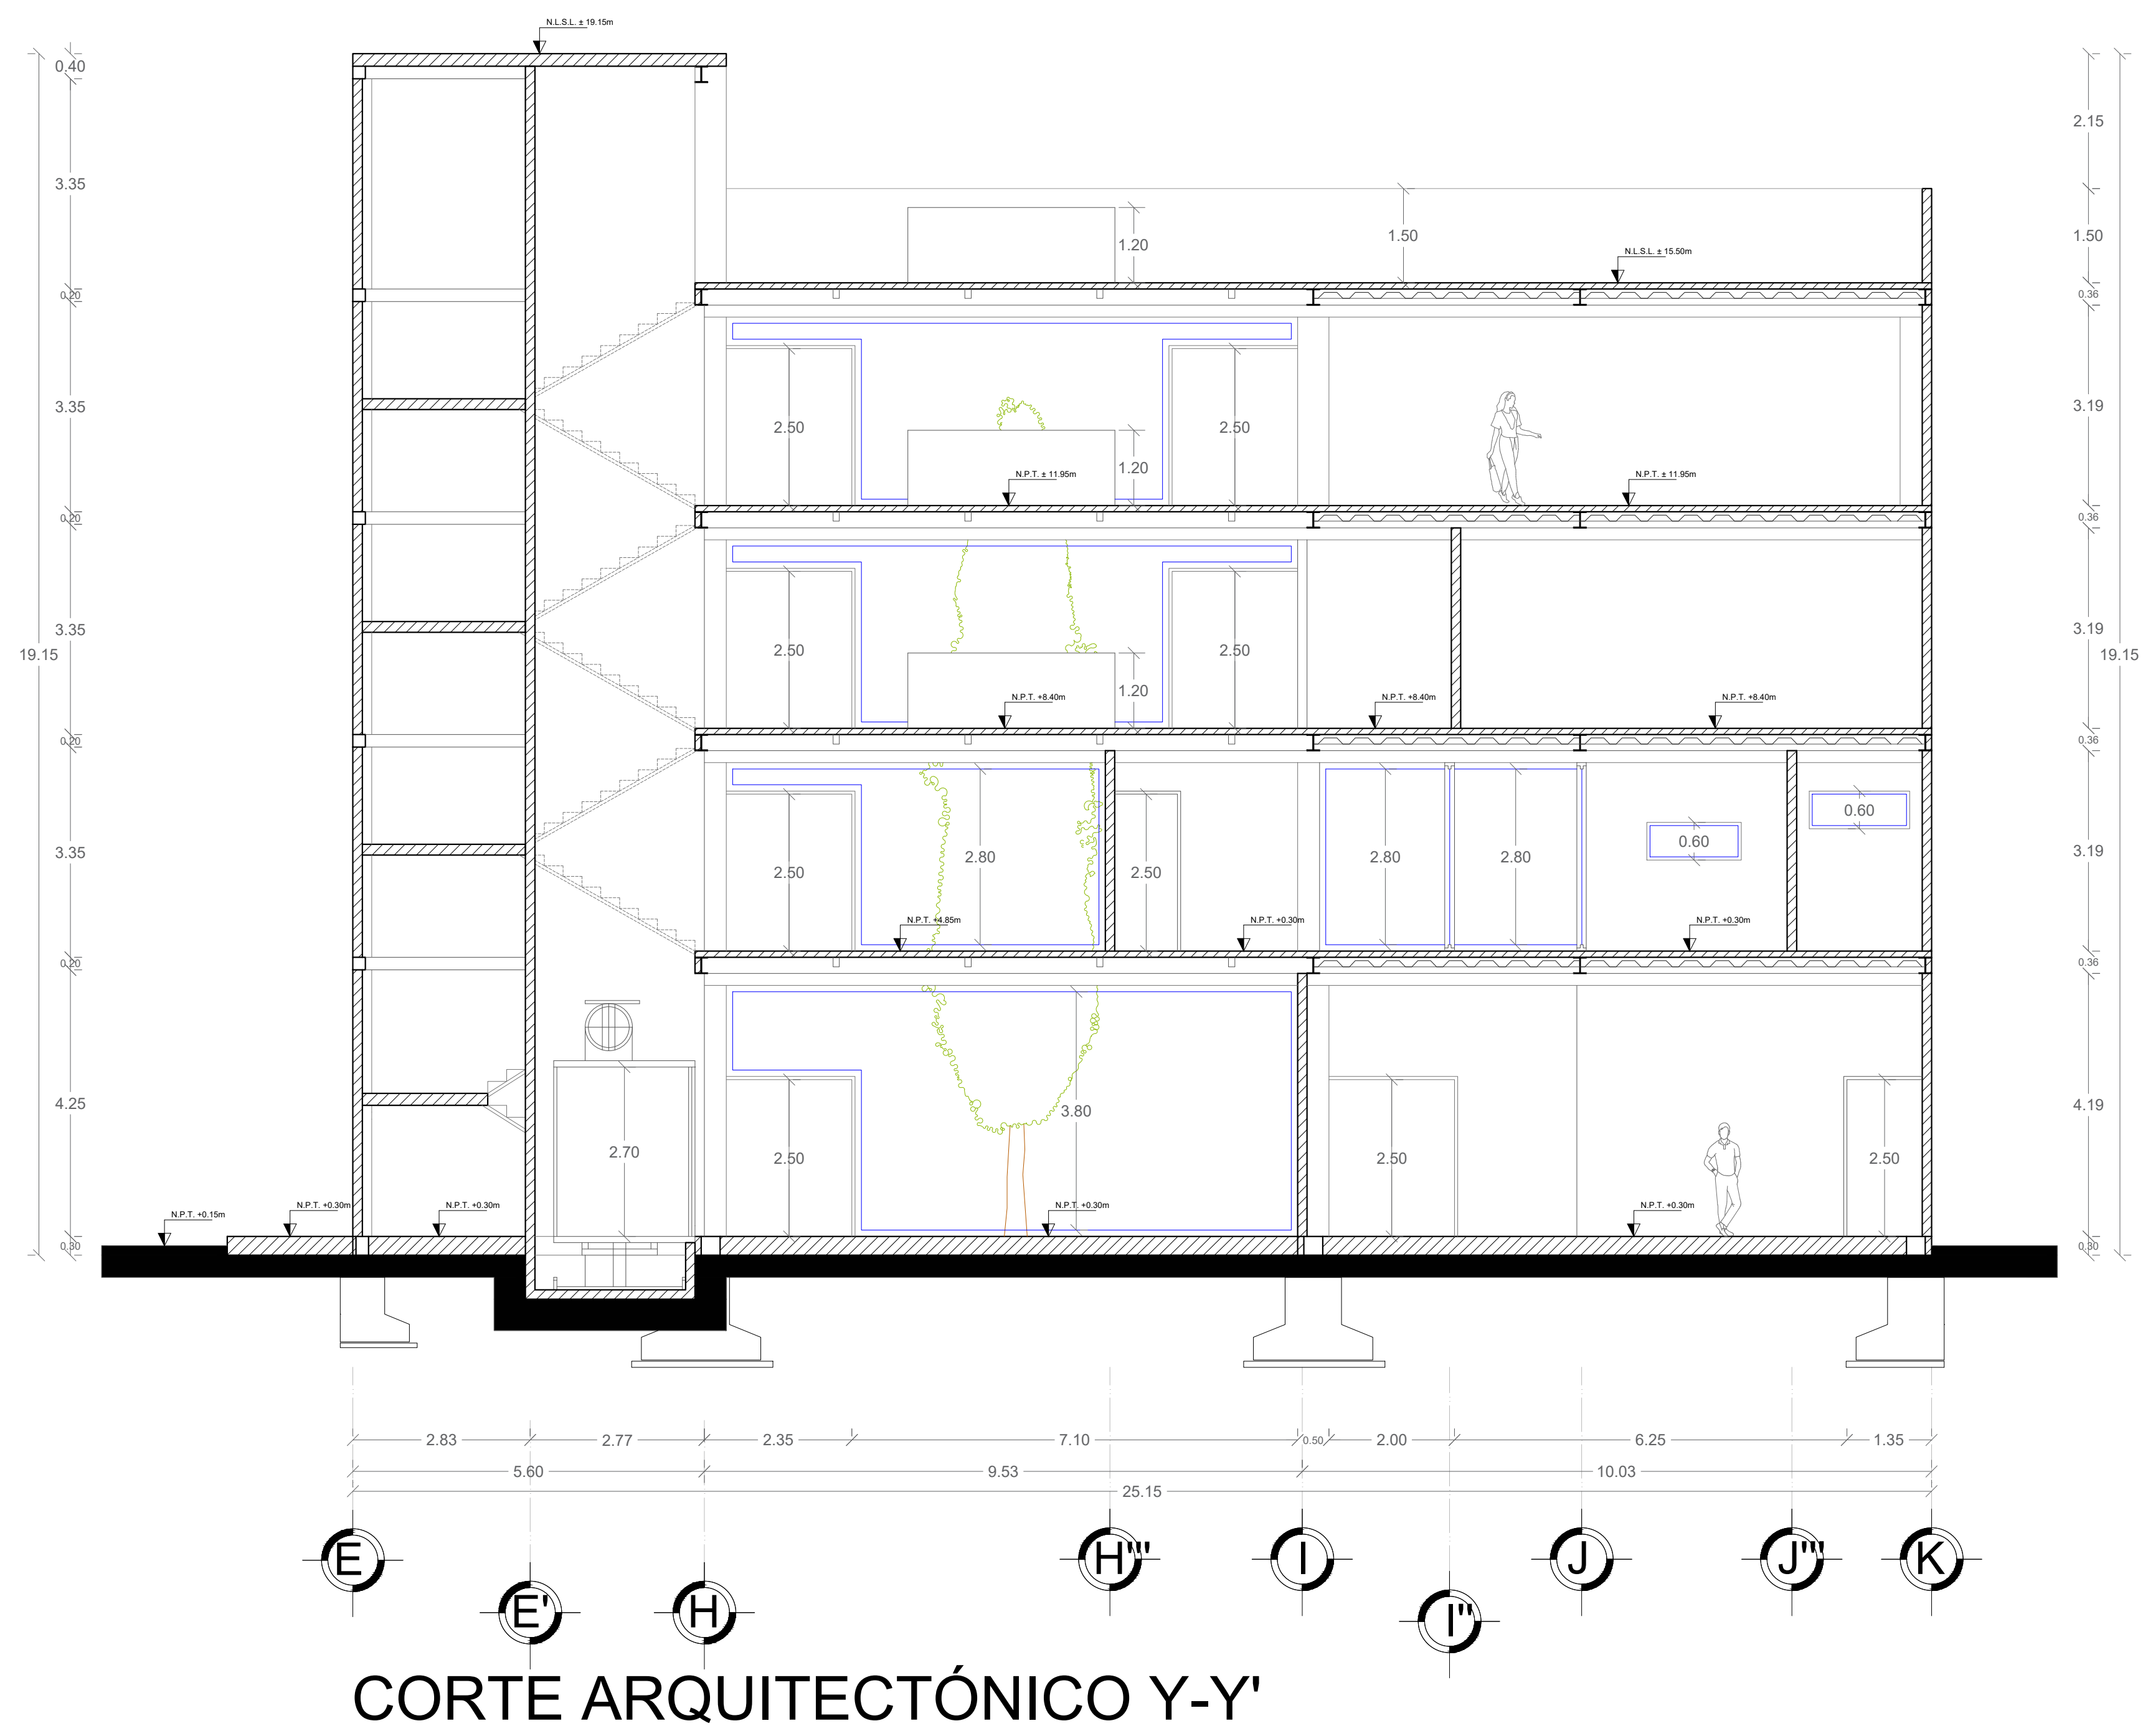 N.L.S.L. ± 19.15m
0.40
3.35
0.20
3.35
0.20
3.35
19.15
0.20
3.35
0.20
4.25
0.30
2.15
1.50
0.36
3.19
0.36
3.19
19.15
0.36
3.19
0.36
4.19
0.30
1.20
1.50
N.L.S.L. ± 15.50m
2.50
2.50
1.20
N.P.T. ± 11.95m
N.P.T. ± 11.95m
2.50
2.50
1.20
N.P.T. +8.40m
N.P.T. +8.40m
N.P.T. +8.40m
0.60
0.60
2.80
2.80
2.80
2.50
2.50
N.P.T. +4.85m
N.P.T. +0.30m
N.P.T. +0.30m
3.80
2.70
2.50
2.50
2.50
N.P.T. +0.15m
N.P.T. +0.30m
N.P.T. +0.30m
N.P.T. +0.30m
N.P.T. +0.30m
2.83
2.77
2.35
7.10
0.50
2.00
6.25
1.35
5.60
9.53
10.03
25.15
E
H'''
I
J
J'''
K
E'
H
I''
CORTE ARQUITECTÓNICO Y-Y'